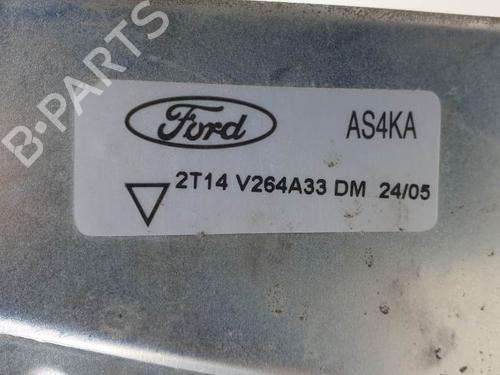 B-PARTS
Ford AS4KA
2T14 V264A33 DM 24/05